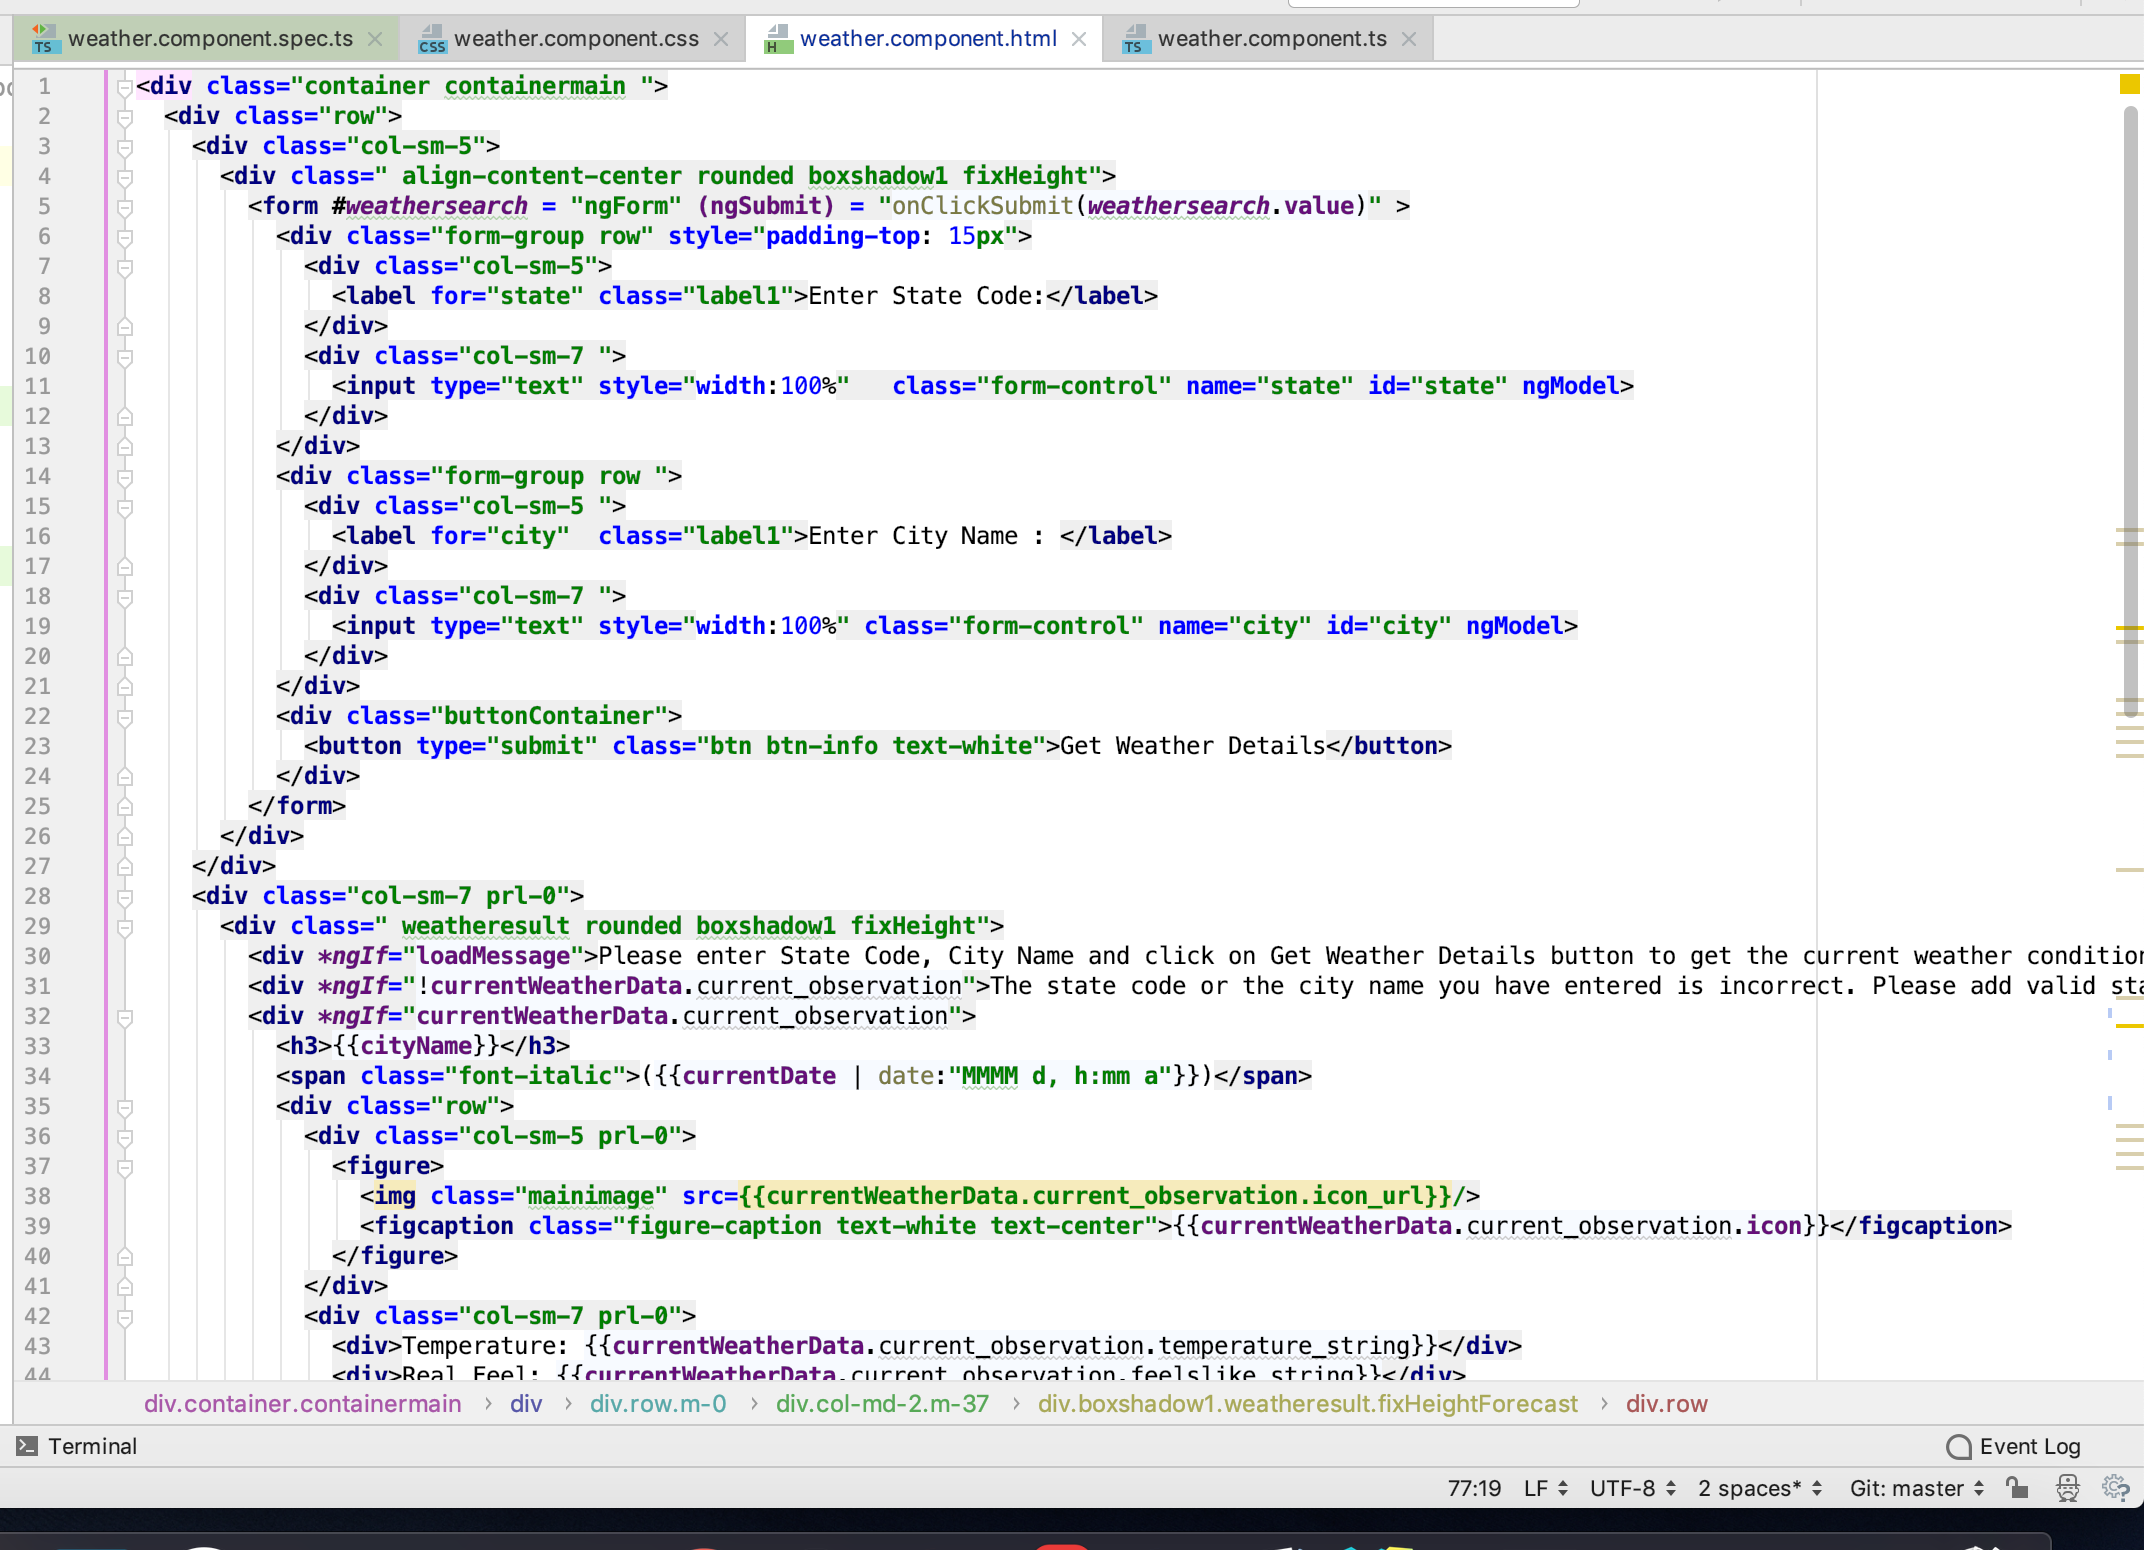 weather.component.spec.ts weather.component.css weather.component.html weather.component.ts
1 <div class="container containermain ">
2 <div class="row">
3 <div class="col-sm-5">
4 <div class=" align-content-center rounded boxshadow1 fixHeight">
5 <form #weathersearch = "ngForm" (ngSubmit) = "onClickSubmit(weathersearch.value)" >
6 <div class="form-group row" style="padding-top: 15px">
7 <div class="col-sm-5">
8 <label for="state" class="label1">Enter State Code:</label>
9 </div>
10 <div class="col-sm-7 ">
11 <input type="text" style="width:100%"   class="form-control" name="state" id="state" ngModel>
12 </div>
13 </div>
14 <div class="form-group row ">
15 <div class="col-sm-5 ">
16 <label for="city"  class="label1">Enter City Name : </label>
17 </div>
18 <div class="col-sm-7 ">
19 <input type="text" style="width:100%" class="form-control" name="city" id="city" ngModel>
20 </div>
21 </div>
22 <div class="buttonContainer">
23 <button type="submit" class="btn btn-info text-white">Get Weather Details</button>
24 </div>
25 </form>
26 </div>
27 </div>
28 <div class="col-sm-7 prl-0">
29 <div class=" weatheresult rounded boxshadow1 fixHeight">
30 <div *ngIf="loadMessage">Please enter State Code, City Name and click on Get Weather Details button to get the current weather condition
31 <div *ngIf="!currentWeatherData.current_observation">The state code or the city name you have entered is incorrect. Please add valid sta
32 <div *ngIf="currentWeatherData.current_observation">
33 <h3>{{cityName}}</h3>
34 <span class="font-italic">({{currentDate | date:"MMMM d, h:mm a"}})</span>
35 <div class="row">
36 <div class="col-sm-5 prl-0">
37 <figure>
38 <img class="mainimage" src={{currentWeatherData.current_observation.icon_url}}/>
39 <figcaption class="figure-caption text-white text-center">{{currentWeatherData.current_observation.icon}}</figcaption>
40 </figure>
41 </div>
42 <div class="col-sm-7 prl-0">
43 <div>Temperature: {{currentWeatherData.current_observation.temperature_string}}</div>
44 <div>Real Feel: {{currentWeatherData.current_observation.feelslike_string}}</div>
div.container.containermain › div › div.row.m-0 › div.col-md-2.m-37 › div.boxshadow1.weatheresult.fixHeightForecast › div.row
Terminal Event Log
77:19 LF UTF-8 2 spaces* Git: master